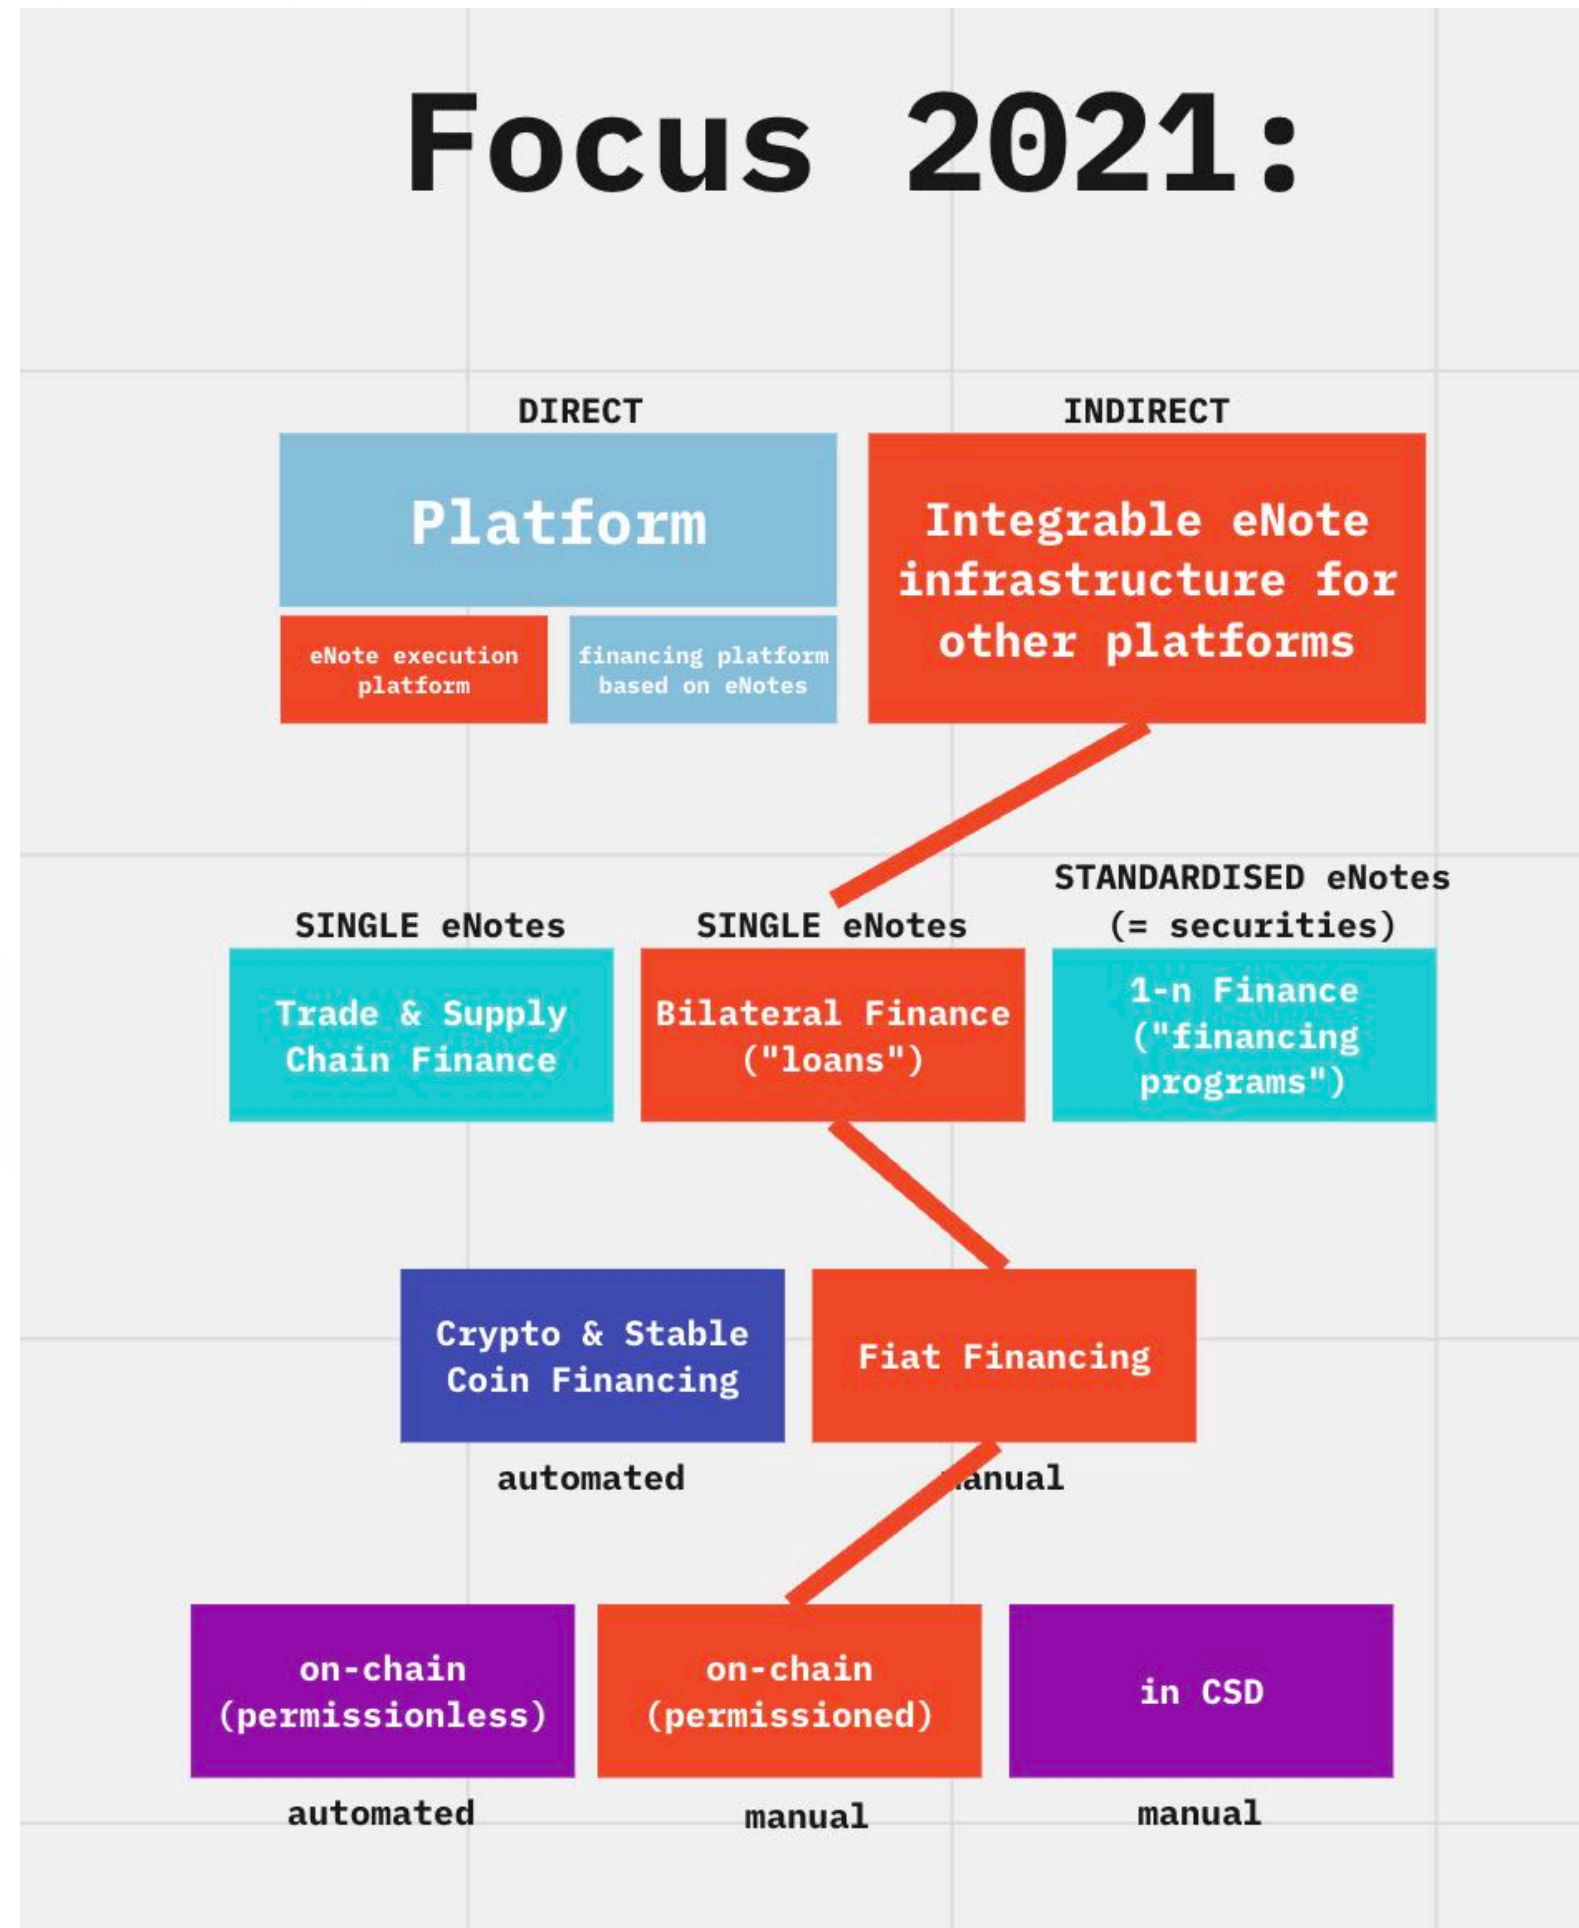 Focus 2021:
DIRECT
INDIRECT
Platform
Integrable eNote
infrastructure for
other platforms
eNote execution
platform
financing platform
based on eNotes
SINGLE eNotes
SINGLE eNotes
STANDARDISED eNotes
(= securities)
Trade & Supply
Chain Finance
Bilateral Finance
("loans")
1-n Finance
("financing
programs")
Crypto & Stable
Coin Financing
Fiat Financing
automated
manual
on-chain
(permissionless)
on-chain
(permissioned)
in CSD
automated
manual
manual